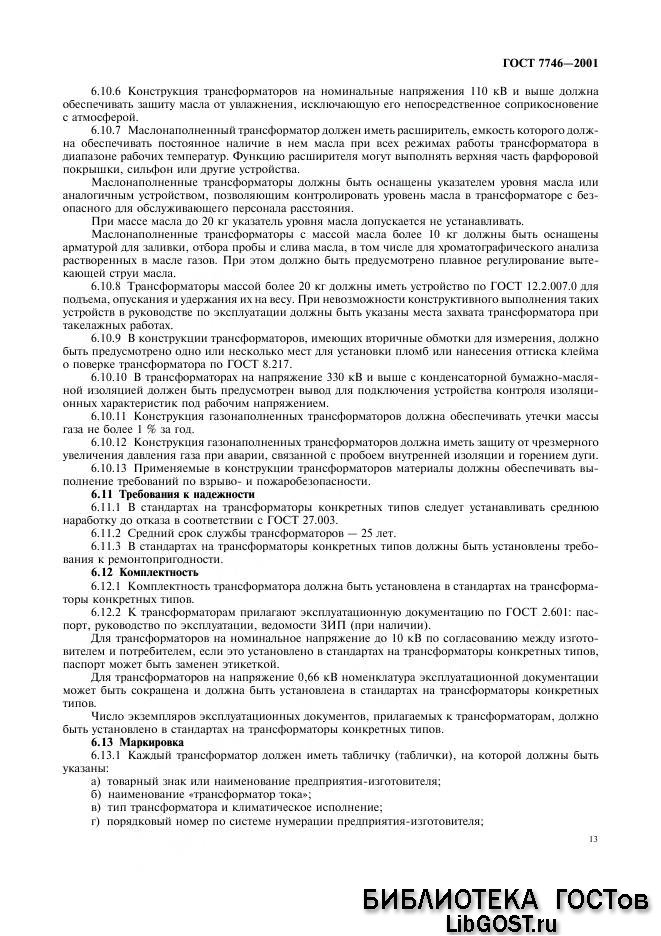 ГОСТ 7746—2001
6.10.6 Конструкция трансформаторов на номинальные напряжения 110 кВ и выше должна
обеспечивать защиту масла от увлажнения, исключающую его непосредственное соприкосновение
с атмосферой.
6.10.7 Маслонаполненный трансформатор должен иметь расширитель, емкость которого долж-
на обеспечивать постоянное наличие в нем масла при всех режимах работы трансформатора в
диапазоне рабочих температур. Функцию расширителя могут выполнять верхняя часть фарфоровой
покрышки, сильфон или другие устройства.
Маслонаполненные трансформаторы должны быть оснащены указателем уровня масла или
аналогичным устройством, позволяющим контролировать уровень масла в трансформаторе с без-
опасного для обслуживающего персонала расстояния.
При массе масла до 20 кг указатель уровня масла допускается не устанавливать.
Маслонаполненные трансформаторы с массой масла более 10 кг должны быть оснащены
арматурой для заливки, отбора пробы и слива масла, в том числе для хроматографического анализа
растворенных в масле газов. При этом должно быть предусмотрено плавное регулирование выте-
кающей струи масла.
6.10.8 Трансформаторы массой более 20 кг должны иметь устройство по ГОСТ 12.2.007.0 для
подъема, опускания и удержания их на весу. При невозможности конструктивного выполнения таких
устройств в руководстве по эксплуатации должны быть указаны места захвата трансформатора при
такелажных работах.
6.10.9 В конструкции трансформаторов, имеющих вторичные обмотки для измерения, должно
быть предусмотрено одно или несколько мест для установки пломб или нанесения оттиска клейма
о поверке трансформатора по ГОСТ 8.217.
6.10.10 В трансформаторах на напряжение 330 кВ и выше с конденсаторной бумажно-масля-
ной изоляцией должен быть предусмотрен вывод для подключения устройства контроля изоляци-
онных характеристик под рабочим напряжением.
6.10.11 Конструкция газонаполненных трансформаторов должна обеспечивать утечки массы
газа не более 1 % за год.
6.10.12 Конструкция газонаполненных трансформаторов должна иметь защиту от чрезмерного
увеличения давления газа при аварии, связанной с пробоем внутренней изоляции и горением дуги.
6.10.13 Применяемые в конструкции трансформаторов материалы должны обеспечивать вы-
полнение требований по взрыво- и пожаробезопасности.
6.11 Требования к надежности
6.11.1 В стандартах на трансформаторы конкретных типов следует устанавливать среднюю
наработку до отказа в соответствии с ГОСТ 27.003.
6.11.2 Средний срок службы трансформаторов — 25 лет.
6.11.3 В стандартах на трансформаторы конкретных типов должны быть установлены требо-
вания к ремонтопригодности.
6.12 Комплектность
6.12.1 Комплектность трансформатора должна быть установлена в стандартах на трансформа-
торы конкретных типов.
6.12.2 К трансформаторам прилагают эксплуатационную документацию по ГОСТ 2.601: пас-
порт, руководство по эксплуатации, ведомости ЗИП (при наличии).
Для трансформаторов на номинальное напряжение до 10 кВ по согласованию между изгото-
вителем и потребителем, если это установлено в стандартах на трансформаторы конкретных типов,
паспорт может быть заменен этикеткой.
Для трансформаторов на напряжение 0,66 кВ номенклатура эксплуатационной документации
может быть сокращена и должна быть установлена в стандартах на трансформаторы конкретных
типов.
Число экземпляров эксплуатационных документов, прилагаемых к трансформаторам, должно
быть установлено в стандартах на трансформаторы конкретных типов.
6.13 Маркировка
6.13.1 Каждый трансформатор должен иметь табличку (таблички), на которой должны быть
указаны:
а) товарный знак или наименование предприятия-изготовителя;
б) наименование «трансформатор тока»;
в) тип трансформатора и климатическое исполнение;
г) порядковый номер по системе нумерации предприятия-изготовителя;
13
БИБЛИОТЕКА ГОСТов
LibGOST.ru